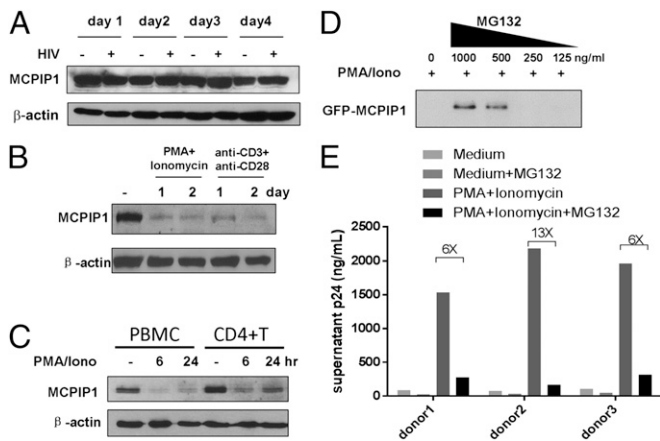 A
day 1 day2 day3 day4
HIV - + - + - + - +
MCPIP1
β-actin
B
PMA+ anti-CD3+
Ionomycin anti-CD28
- 1 2 1 2 day
MCPIP1
β-actin
C
PBMC CD4+T
PMA/Iono - 6 24 - 6 24 hr
MCPIP1
β-actin
D
MG132
0 1000 500 250 125 ng/ml
PMA/Iono
+ + + + +
GFP-MCPIP1
E
Medium
Medium+MG132
PMA+Ionomycin
PMA+Ionomycin+MG132
supernatant p24 (ng/mL)
2500
2000
1500
1000
500
0
6X 13X 6X
donor1 donor2 donor3